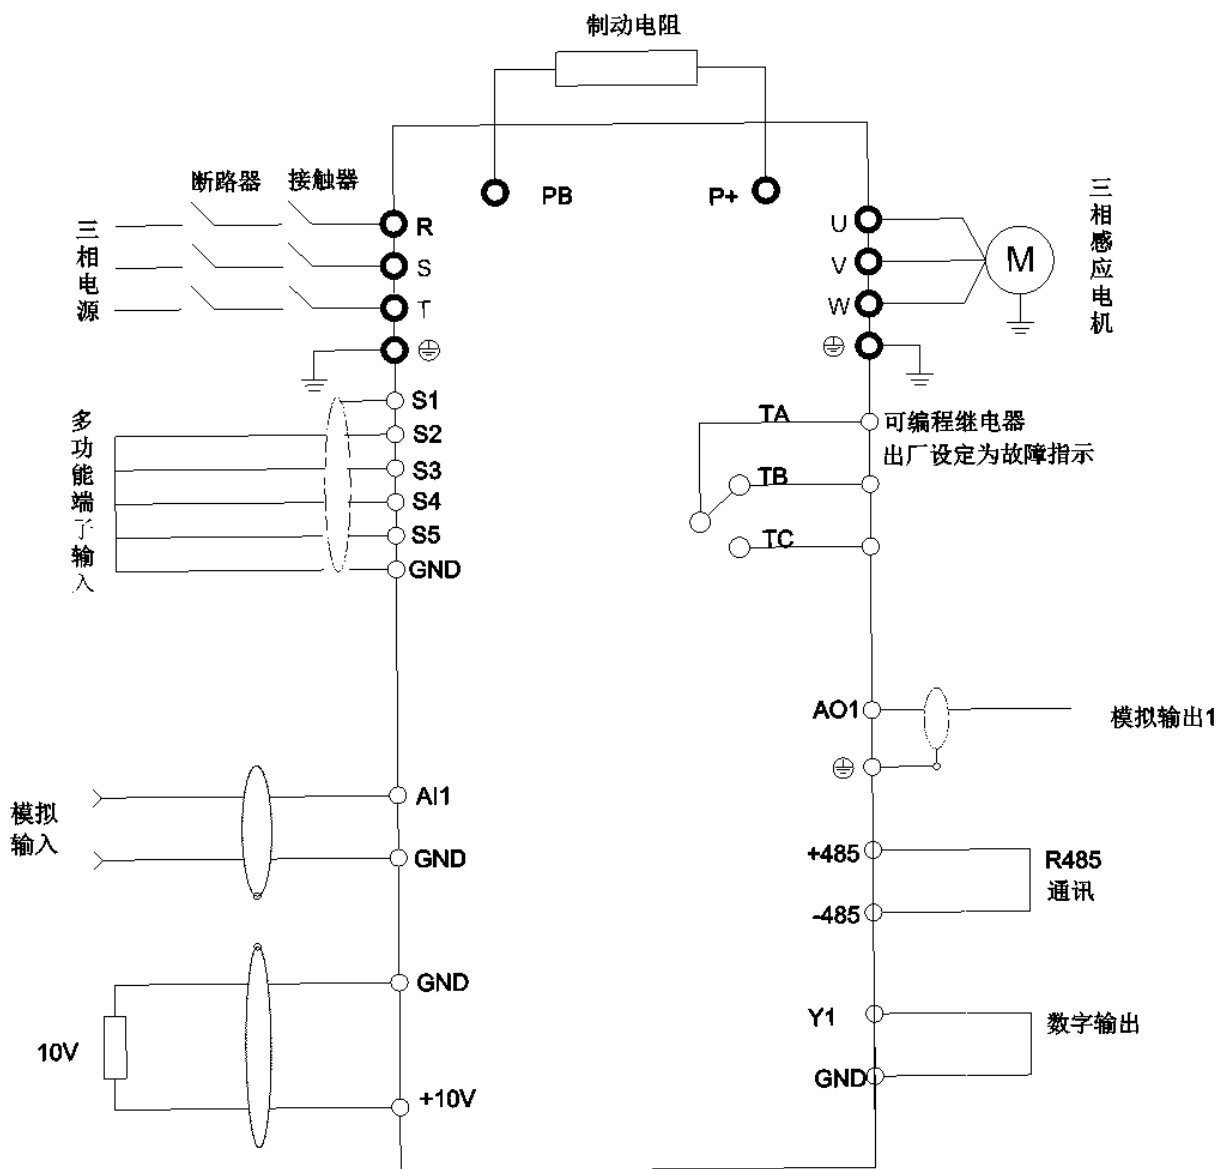 制动电阻
断路器
接触器
PB
P+
三相电源
R
S
T
U
V
W
M
三相感应电机
多功能端子输入
S1
S2
S3
S4
S5
GND
TA
TB
TC
可编程继电器
出厂设定为故障指示
AO1
模拟输出1
模拟
输入
AI1
GND
+485
-485
R485
通讯
10V
GND
+10V
Y1
GND
数字输出